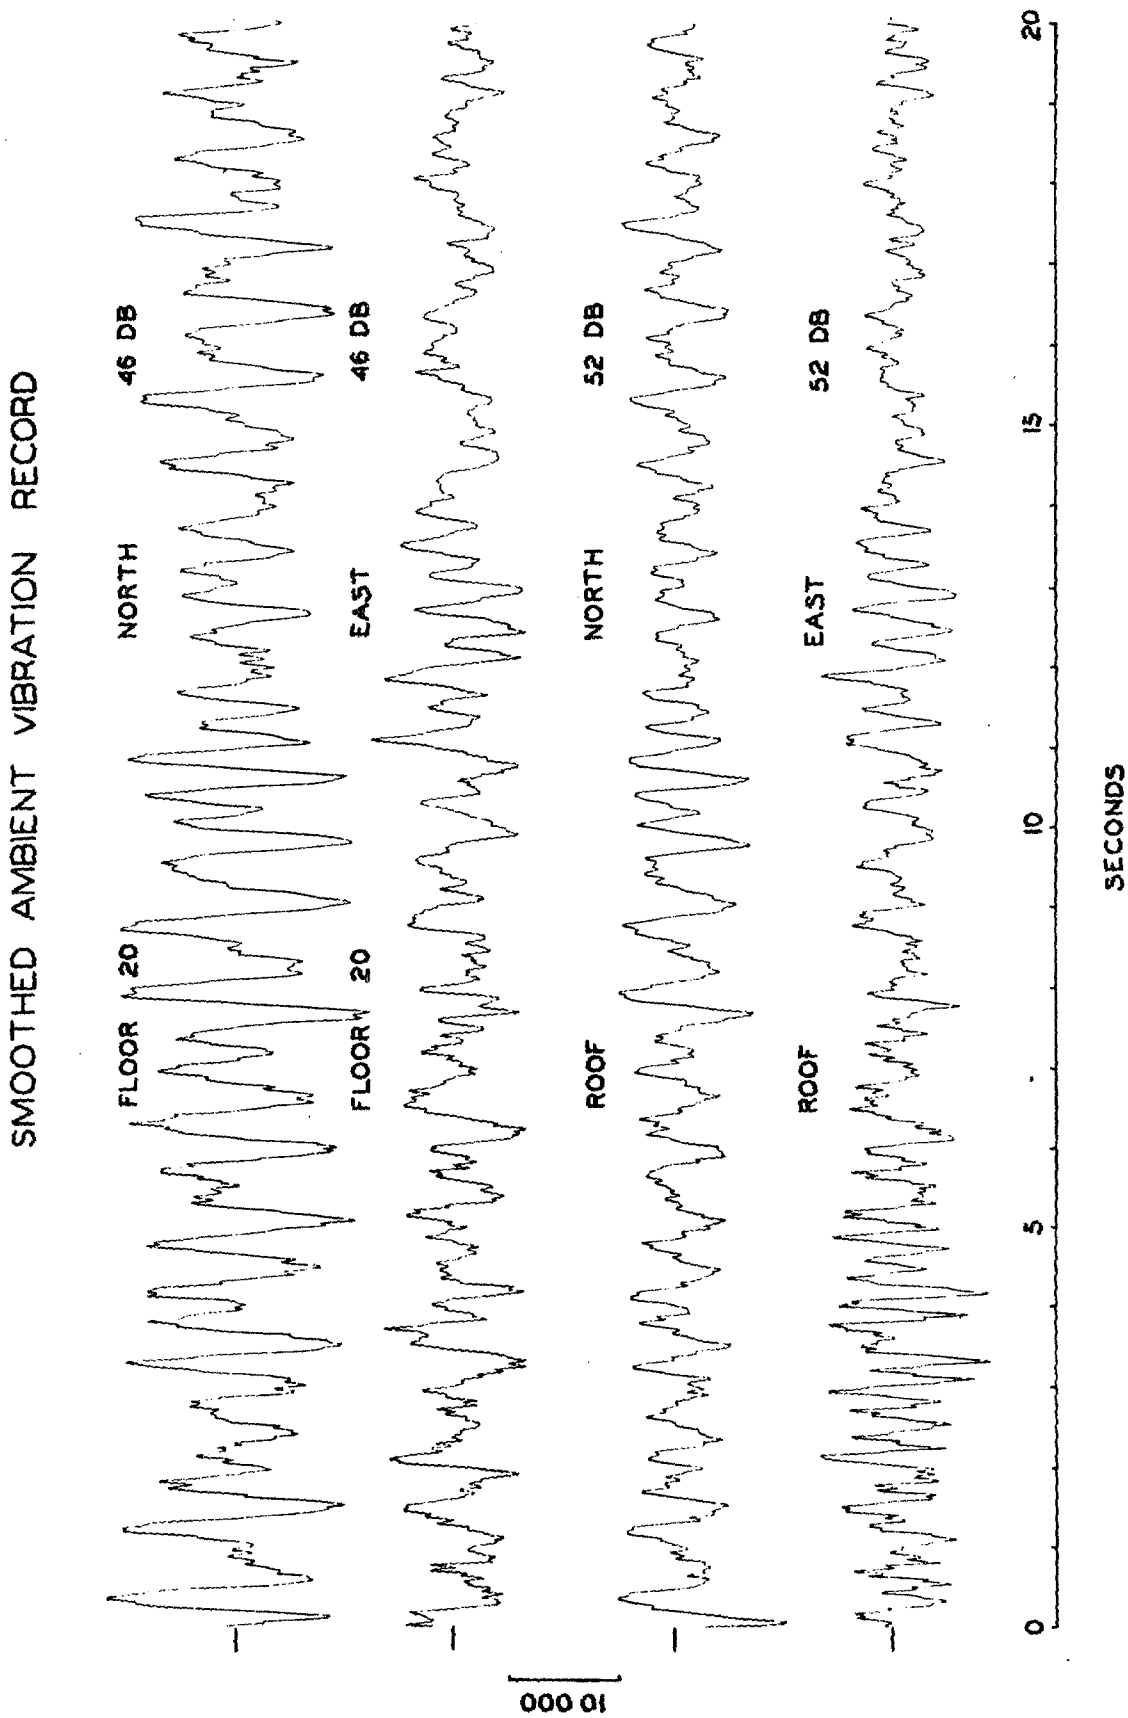 SMOOTHED AMBIENT VIBRATION RECORD
FLOOR 20 NORTH 46 DB
FLOOR 20 EAST 46 DB
ROOF NORTH 52 DB
ROOF EAST 52 DB
10 000
0 5 10 15 20
SECONDS